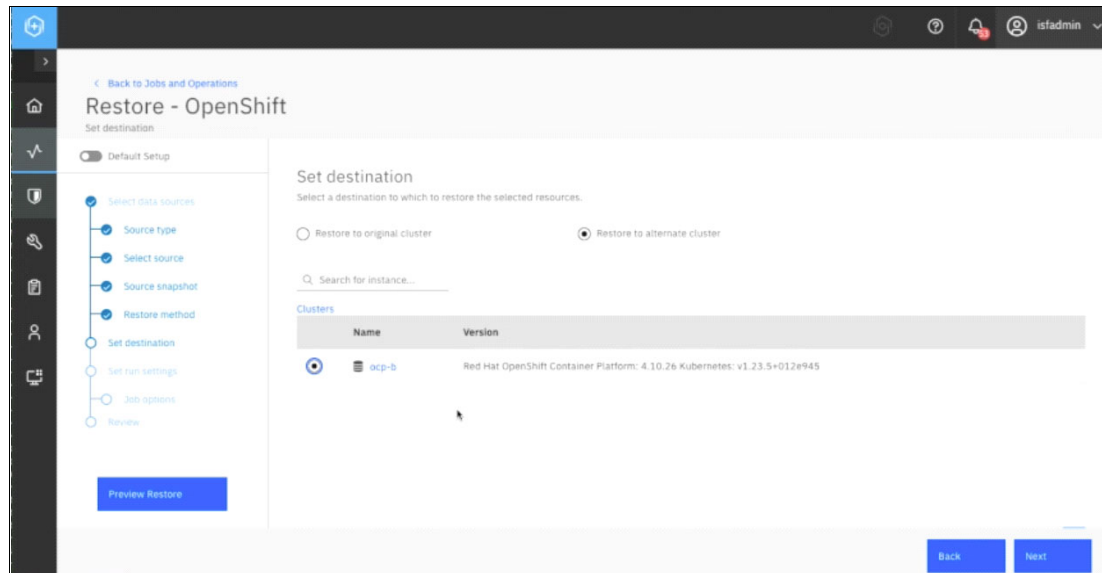 53
isfadmin
Back to Jobs and Operations
Restore - OpenShift
Set destination
Default Setup
Select data sources
Source type
Select source
Source snapshot
Restore method
Set destination
Set run settings
Job options
Review
Preview Restore
Set destination
Select a destination to which to restore the selected resources.
Restore to original cluster
Restore to alternate cluster
Search for instance...
Clusters
Name Version
ocp-b Red Hat OpenShift Container Platform: 4.10.26 Kubernetes: v1.23.5+012e945
Back Next